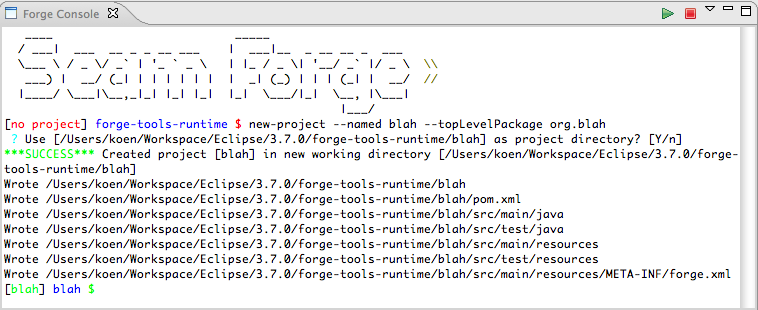 Forge Console
Seam Forge
[no project] forge-tools-runtime $ new-project --named blah --topLevelPackage org.blah
? Use [/Users/koen/Workspace/Eclipse/3.7.0/forge-tools-runtime/blah] as project directory? [Y/n]
***SUCCESS*** Created project [blah] in new working directory [/Users/koen/Workspace/Eclipse/3.7.0/forge-
tools-runtime/blah]
Wrote /Users/koen/Workspace/Eclipse/3.7.0/forge-tools-runtime/blah
Wrote /Users/koen/Workspace/Eclipse/3.7.0/forge-tools-runtime/blah/pom.xml
Wrote /Users/koen/Workspace/Eclipse/3.7.0/forge-tools-runtime/blah/src/main/java
Wrote /Users/koen/Workspace/Eclipse/3.7.0/forge-tools-runtime/blah/src/test/java
Wrote /Users/koen/Workspace/Eclipse/3.7.0/forge-tools-runtime/blah/src/main/resources
Wrote /Users/koen/Workspace/Eclipse/3.7.0/forge-tools-runtime/blah/src/test/resources
Wrote /Users/koen/Workspace/Eclipse/3.7.0/forge-tools-runtime/blah/src/main/resources/META-INF/forge.xml
[blah] blah $